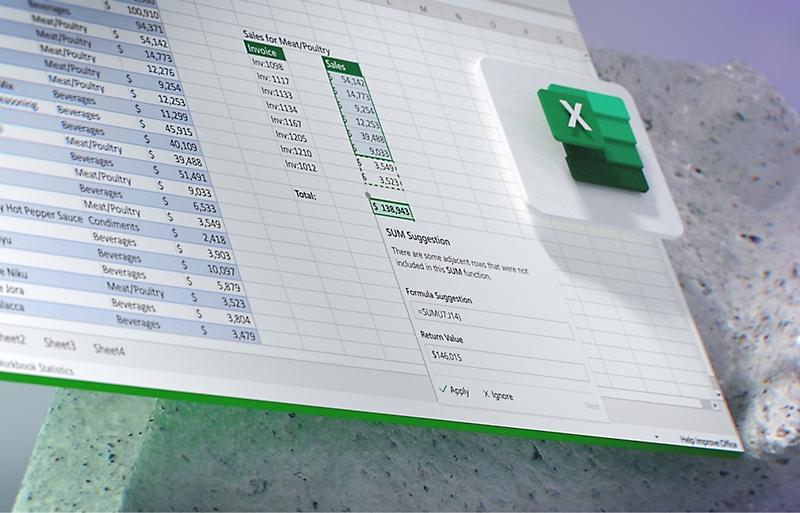 Beverages $ 100,910
Meat/Poultry 94,371
Meat/Poultry $ 54,142
Meat/Poultry $ 14,773
Meat/Poultry 12,276
Mix Meat/Poultry $ 9,254
easoning Beverages $ 12,253
Beverages $ 11,299
Beverages $ 45,915
Meat/Poultry $ 40,109
Beverages $ 39,488
Meat/Poultry $ 51,491
Beverages $ 9,033
Meat/Poultry $ 6,533
y Hot Pepper Sauce Condiments $ 3,549
yu Beverages $ 2,418
Beverages $ 3,903
Beverages $ 10,097
e Niku Beverages $ 5,879
e Jora Meat/Poultry $ 3,523
alacca Beverages $ 3,804
Beverages $ 3,479
Sales for Meat/Poultry
Invoice Sales
Inv:1098 54,142
Inv: 1117 $ 14,773
Inv:1133 $ 9,254
Inv:1134 $ 12,253
Inv:1167 $ 39,488
Inv:1205 $ 9,033
Inv:1210 $ 3,549
Inv:1012 $ 3,523
Total: $ 138,943
SUM Suggestion
There are some adjacent rows that were not
included in this SUM function.
Formula Suggestion
=SUM(J7:J14)
Return Value
$146,015
Apply X Ignore
Next
heet2 Sheet3 Sheet4
Workbook Statistics
Help Improve Office
X